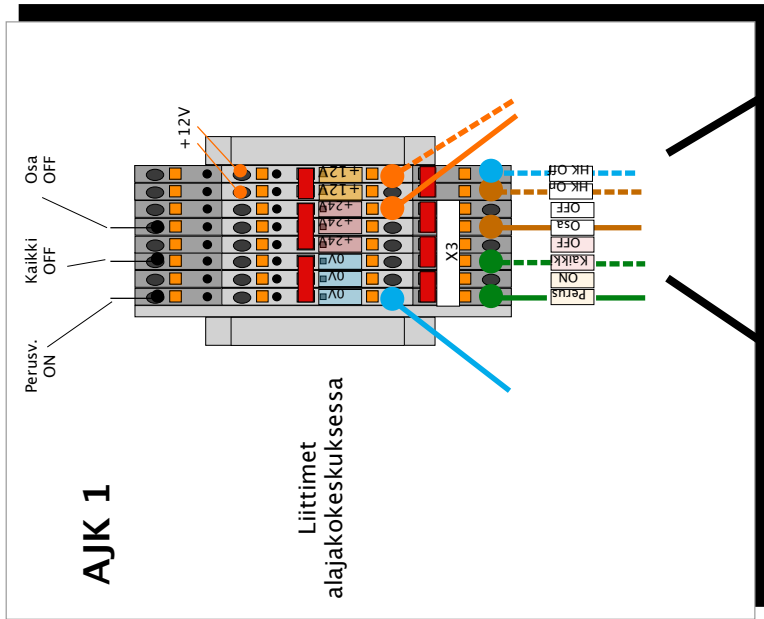 AJK 1
Liittimet
alajakokeskuksessa
Perusv.
ON
Kaikki
OFF
Osa
OFF
+12V
+12V
+12V
+24V
+24V
+24V
0V
0V
0V
X3
HK Off
HK On
OFF
Osa
OFF
Kaikki
ON
Perus